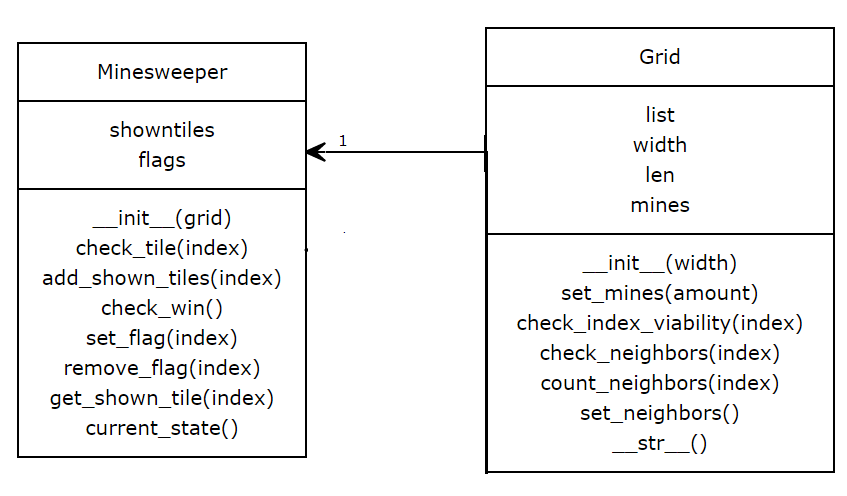 Minesweeper
showntiles
flags
__init__(grid)
check_tile(index)
add_shown_tiles(index)
check_win()
set_flag(index)
remove_flag(index)
get_shown_tile(index)
current_state()
1
Grid
list
width
len
mines
__init__(width)
set_mines(amount)
check_index_viability(index)
check_neighbors(index)
count_neighbors(index)
set_neighbors()
__str__()